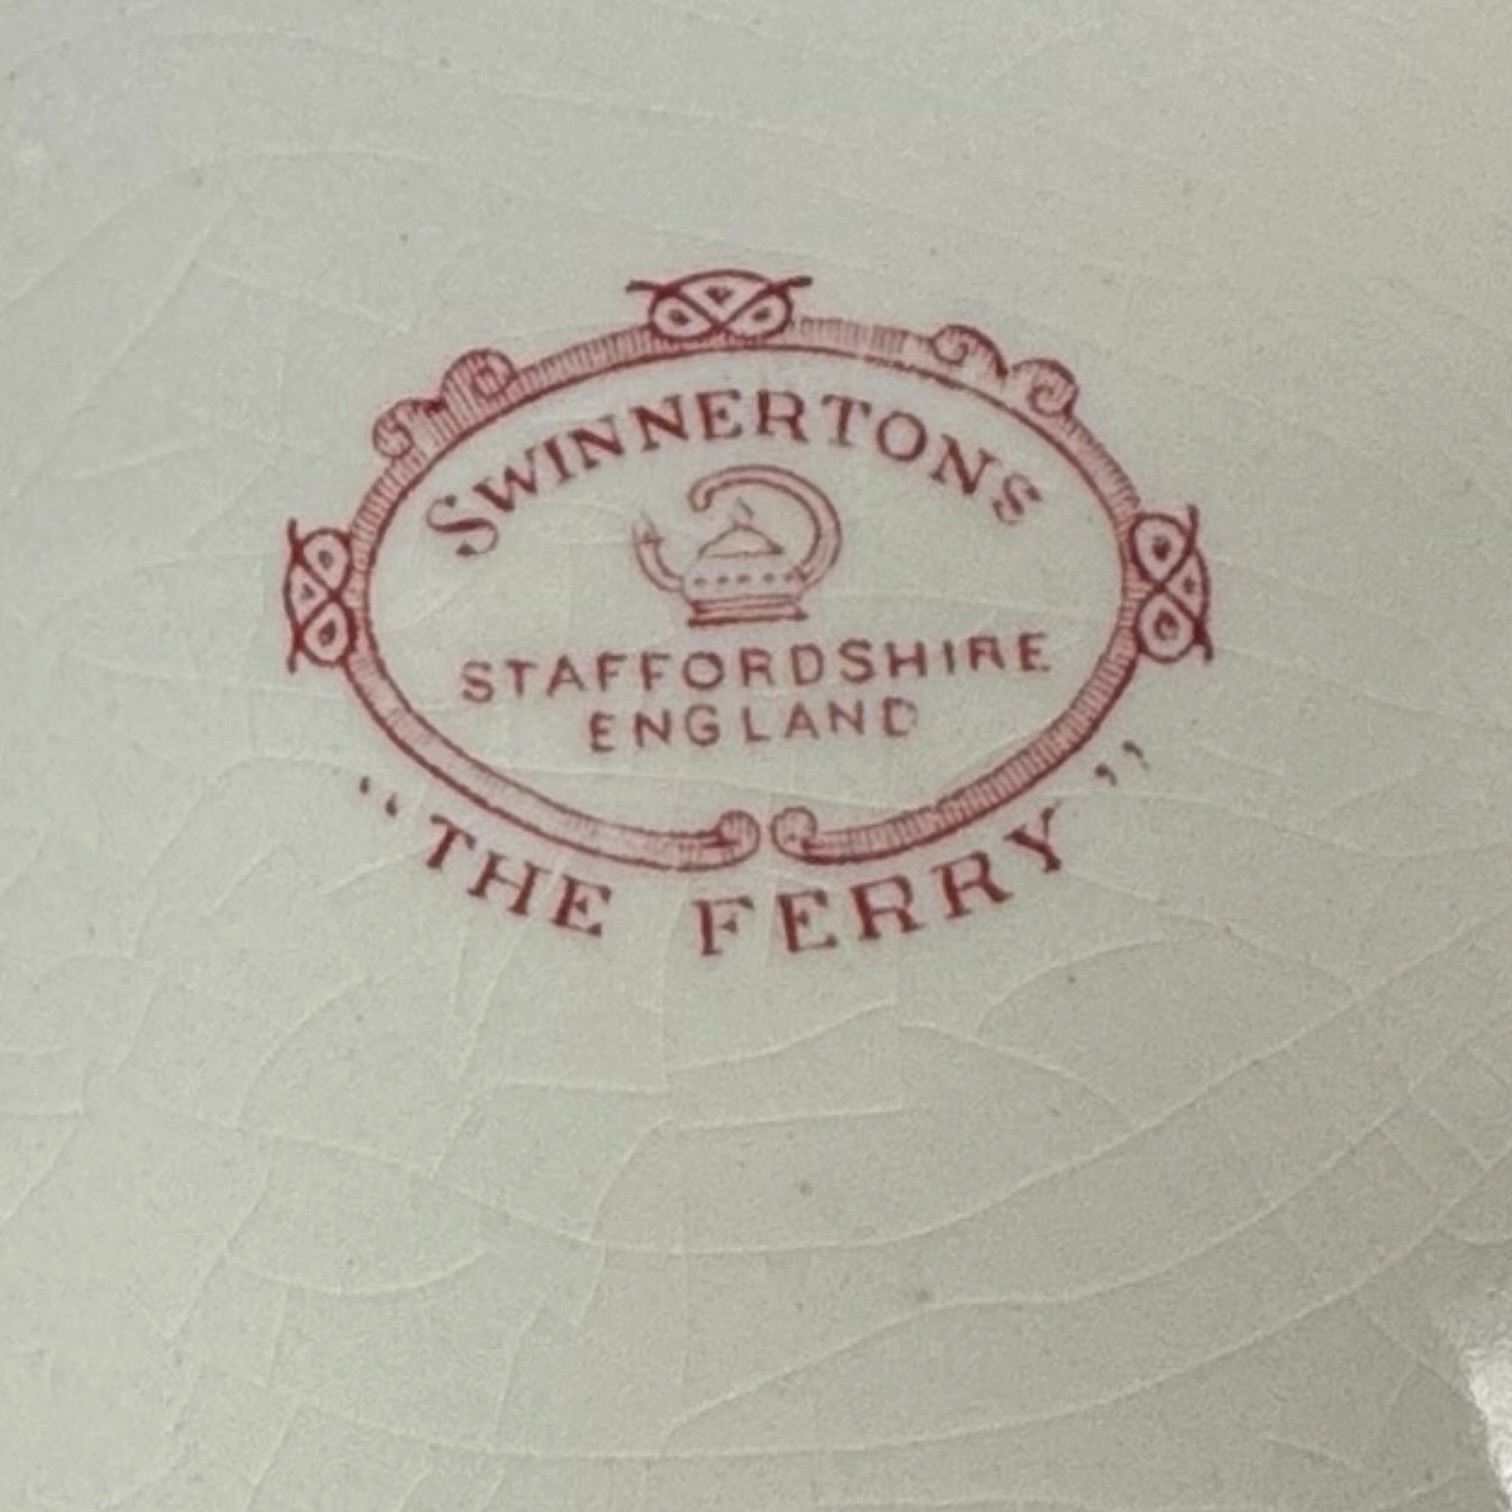 SWINNERTONS
STAFFORDSHIRE
ENGLAND
“THE FERRY”